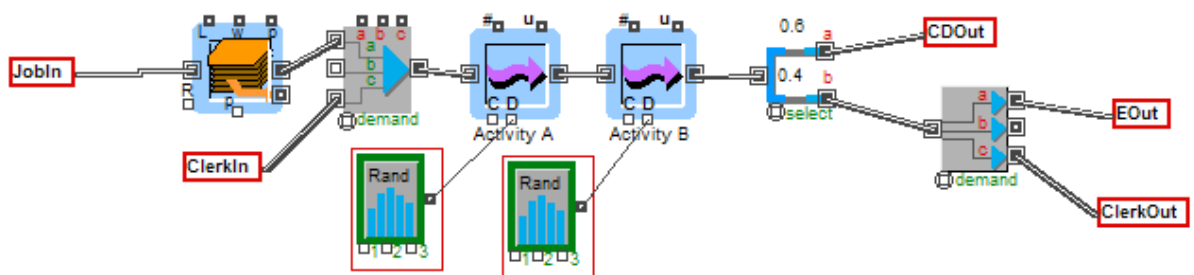 JobIn
L w p
R
p
a b c
a
b
c
demand
ClerkIn
# u
C D
Activity A
Rand
1 2 3
# u
C D
Activity B
Rand
1 2 3
0.6
a
0.4
b
select
CDOut
a
b
c
demand
EOut
ClerkOut